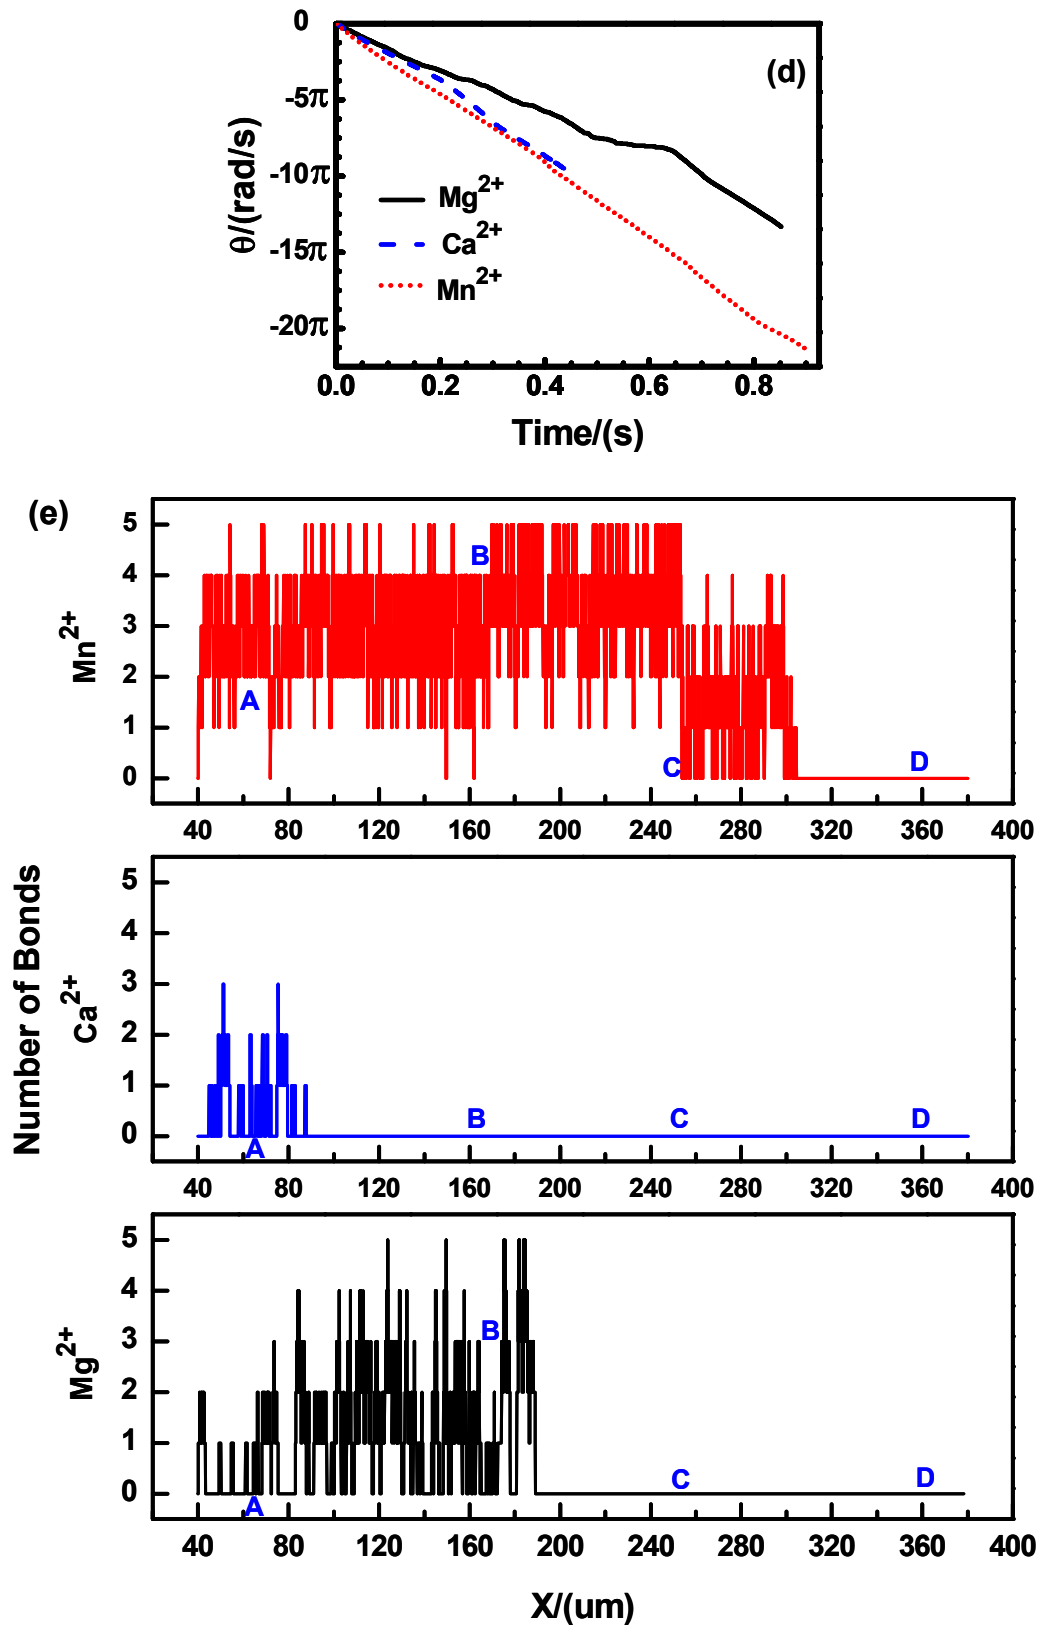 (d)
0
-5π
-10π
-15π
-20π
θ/(rad/s)
Mg2+
Ca2+
Mn2+
0.0 0.2 0.4 0.6 0.8
Time/(s)
(e)
Number of Bonds
Mn2+
5
4
3
2
1
0
A
B
C
D
40 80 120 160 200 240 280 320 360 400
Ca2+
5
4
3
2
1
0
A
B
C
D
40 80 120 160 200 240 280 320 360 400
Mg2+
5
4
3
2
1
0
A
B
C
D
40 80 120 160 200 240 280 320 360 400
X/(um)